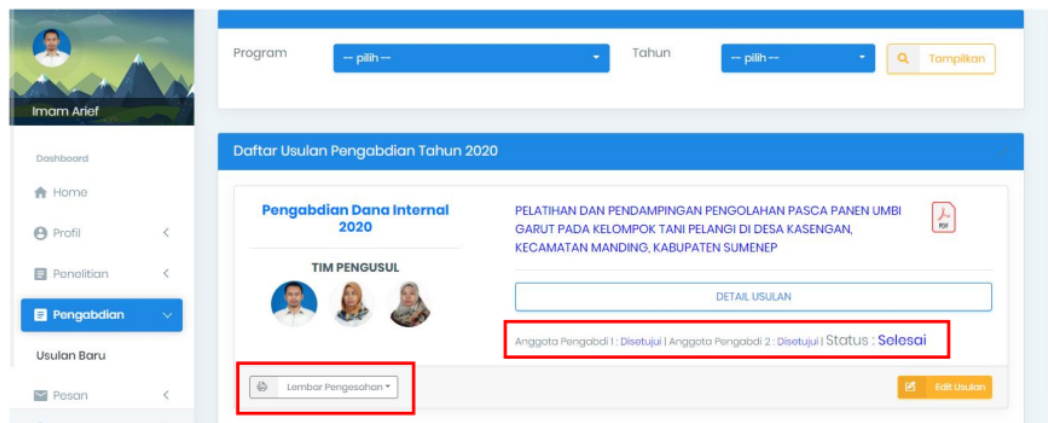 Program
-- pilih --
Tahun
-- pilih --
Tampilkan
Imam Arief
Dashboard
Home
Profil
Penelitian
Pengabdian
Usulan Baru
Pesan
Daftar Usulan Pengabdian Tahun 2020
Pengabdian Dana Internal
2020
TIM PENGUSUL
PELATIHAN DAN PENDAMPINGAN PENGOLAHAN PASCA PANEN UMBI
GARUT PADA KELOMPOK TANI PELANGI DI DESA KASENGAN,
KECAMATAN MANDING, KABUPATEN SUMENEP
PDF
DETAIL USULAN
Anggota Pengabdi 1 : Disetujui | Anggota Pengabdi 2 : Disetujui | Status : Selesai
Lembar Pengesahan
Edit Usulan